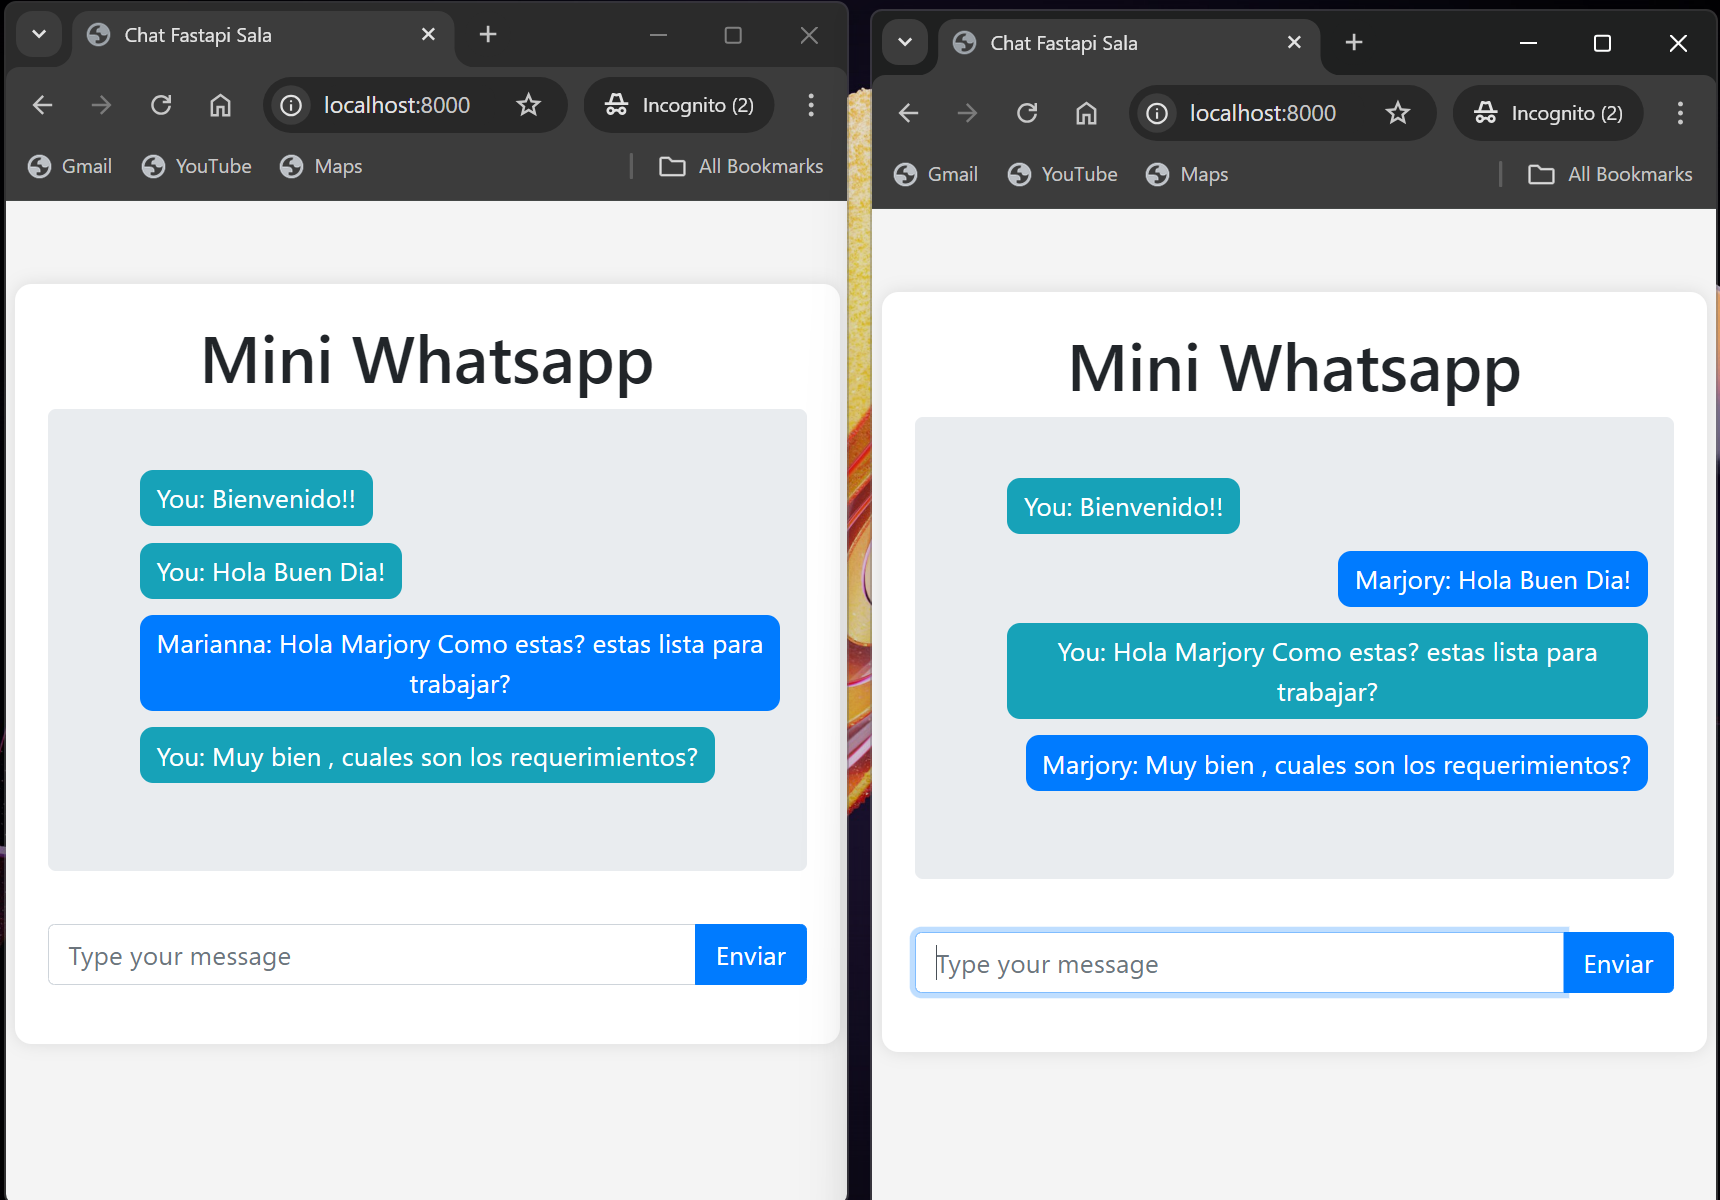 Chat Fastapi Sala
localhost:8000
Incognito (2)
Gmail
YouTube
Maps
All Bookmarks
Mini Whatsapp
You: Bienvenido!!
You: Hola Buen Dia!
Marianna: Hola Marjory Como estas? estas lista para
trabajar?
You: Muy bien , cuales son los requerimientos?
Type your message
Enviar
Chat Fastapi Sala
localhost:8000
Incognito (2)
Gmail
YouTube
Maps
All Bookmarks
Mini Whatsapp
You: Bienvenido!!
Marjory: Hola Buen Dia!
You: Hola Marjory Como estas? estas lista para
trabajar?
Marjory: Muy bien , cuales son los requerimientos?
Type your message
Enviar